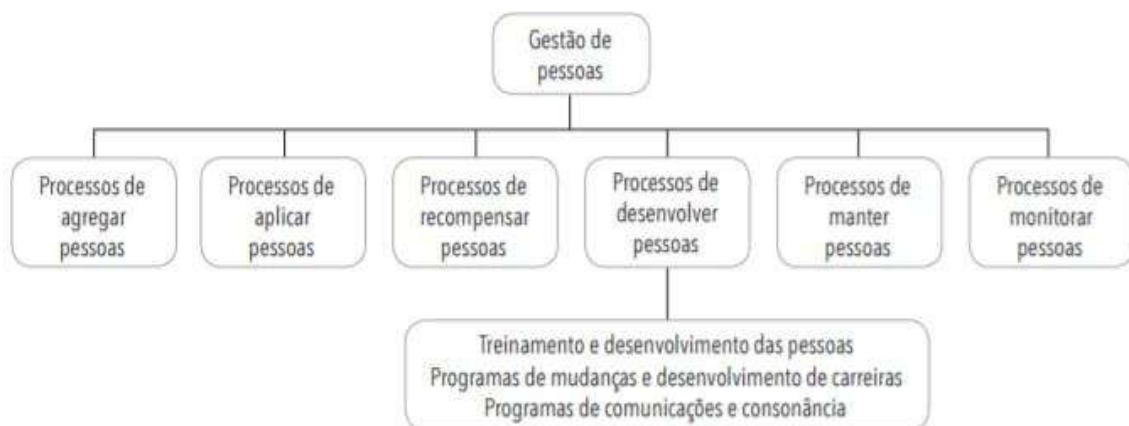 Gestão de
pessoas
Processos de
agregar
pessoas
Processos de
aplicar
pessoas
Processos de
recompensar
pessoas
Processos de
desenvolver
pessoas
Processos de
manter
pessoas
Processos de
monitorar
pessoas
Treinamento e desenvolvimento das pessoas
Programas de mudanças e desenvolvimento de carreiras
Programas de comunicações e consonância